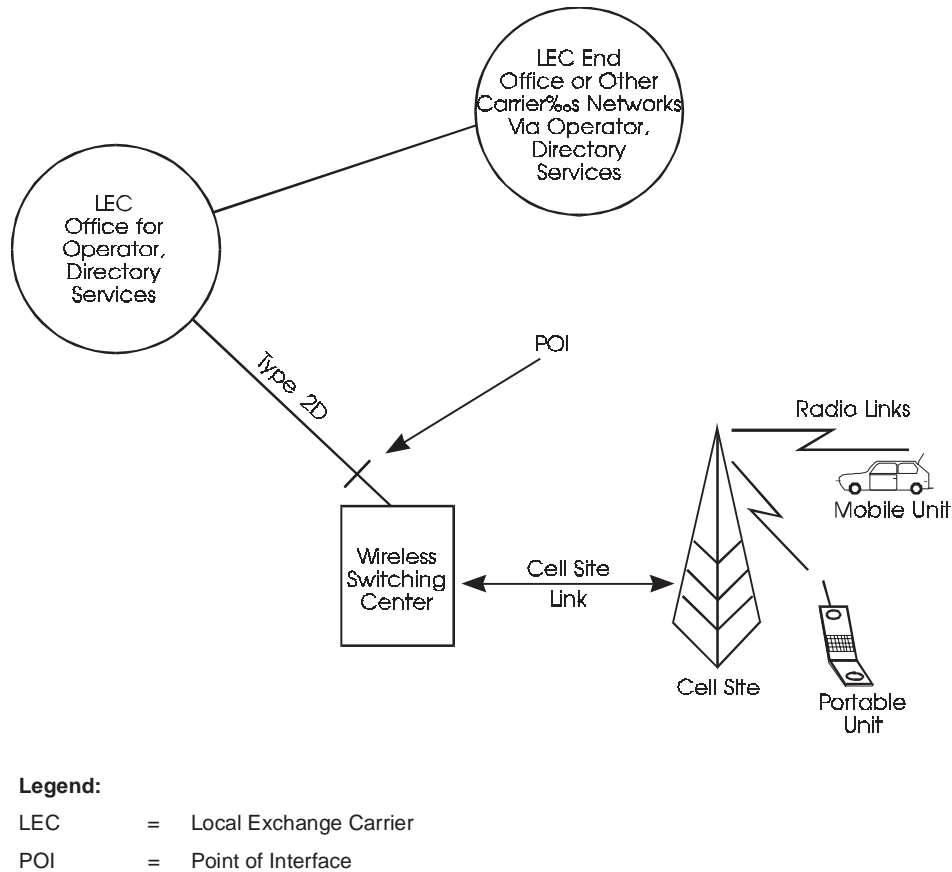 LEC End
Office or Other
Carrier‰s Networks
Via Operator,
Directory
Services
LEC
Office for
Operator,
Directory
Services
Type 2D
POI
Radio Links
Mobile Unit
Wireless
Switching
Center
Cell Site
Link
Cell Site
Portable
Unit
Legend:
LEC = Local Exchange Carrier
POI = Point of Interface